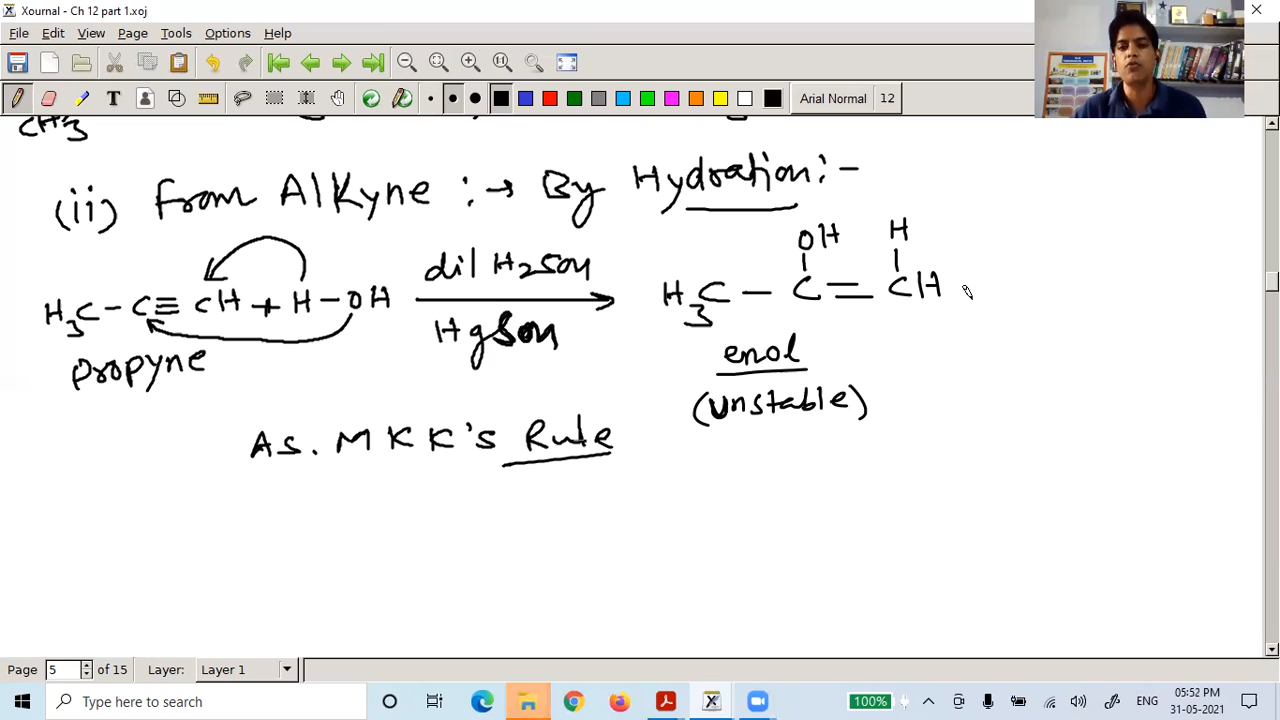 Xournal - Ch 12 part 1.xoj
File Edit View Page Tools Options Help
Arial Normal 12
CH3
(ii) From Alkyne :→ By Hydration :-
H3C - C ≡ CH + H - OH
dil H2SO4
HgSO4
OH H
H3C - C = CH
Propyne
enol
(Unstable)
As. MKK's Rule
Page 5 of 15 Layer: Layer 1
Type here to search
100%
ENG
05:52 PM
31-05-2021